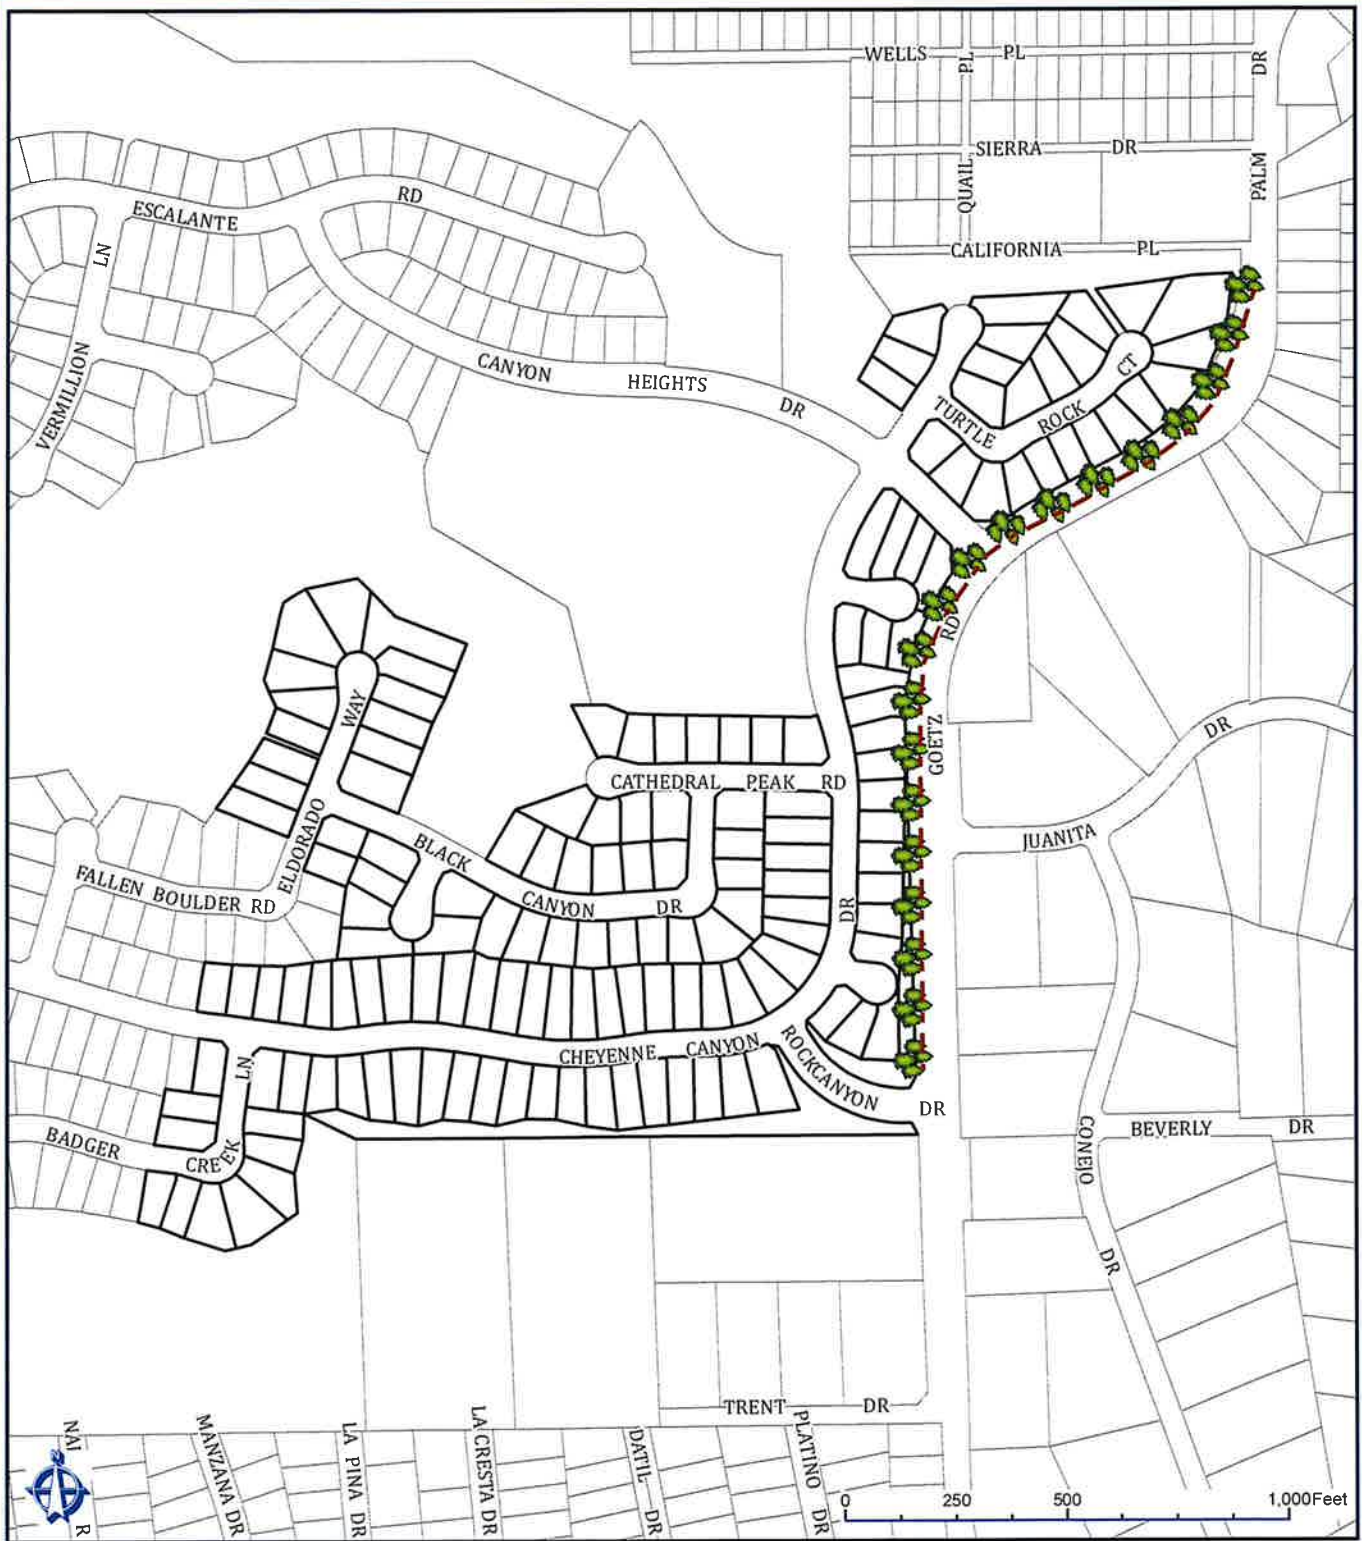 WELLS PL
PL
DR
SIERRA DR
QUAIL
PALM
CALIFORNIA PL
ESCALANTE RD
LN
VERMILLION
CANYON HEIGHTS DR
TURTLE ROCK CT
RD
GOETZ
WAY
ELDORADO
CATHEDRAL PEAK RD
DR
JUANITA
BLACK CANYON DR
FALLEN BOULDER RD
DR
CHEYENNE CANYON
ROCKCANYON DR
LN
BADGER CREEK
CONEJO DR
BEVERLY DR
TRENT DR
NAI
R
MANZANA DR
LA PINA DR
LA CRESTA DR
DATIL DR
PLATINO DR
0 250 500 1,000Feet